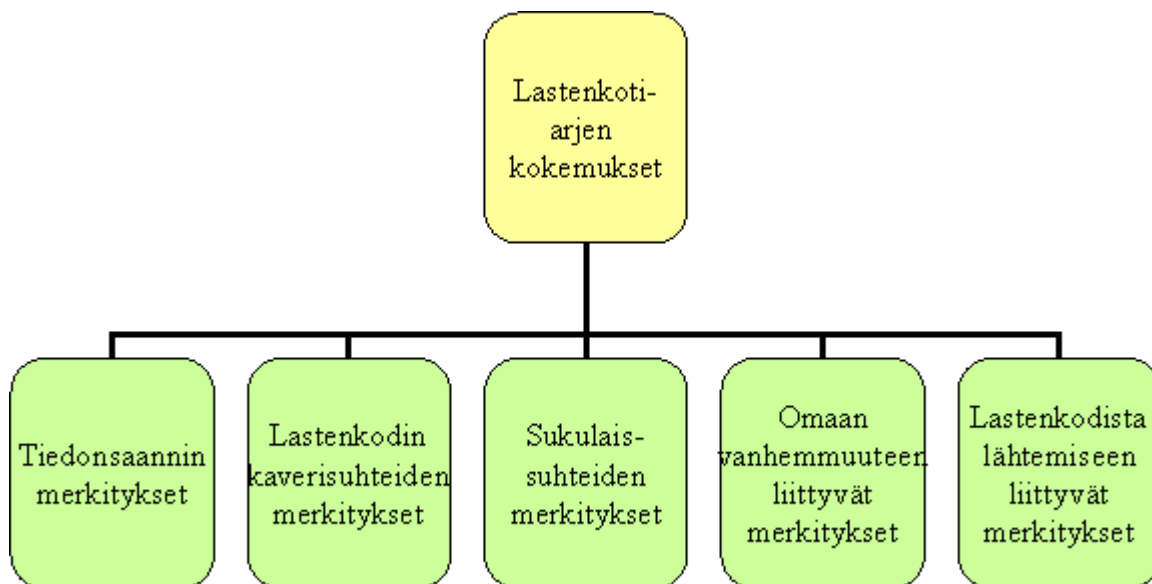 Lastenkoti-
arjen
kokemukset
Tiedonsaannin
merkitykset
Lastenkodin
kaverisuhteiden
merkitykset
Sukulais-
suhteiden
merkitykset
Omaan
vanhemmuuteen
liittyvät
merkitykset
Lastenkodista
lähtemiseen
liittyvät
merkitykset